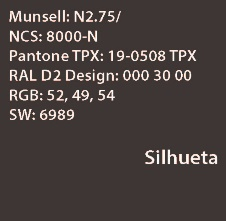 Munsell: N2.75/
NCS: 8000-N
Pantone TPX: 19-0508 TPX
RAL D2 Design: 000 30 00
RGB: 52, 49, 54
SW: 6989
Silhueta